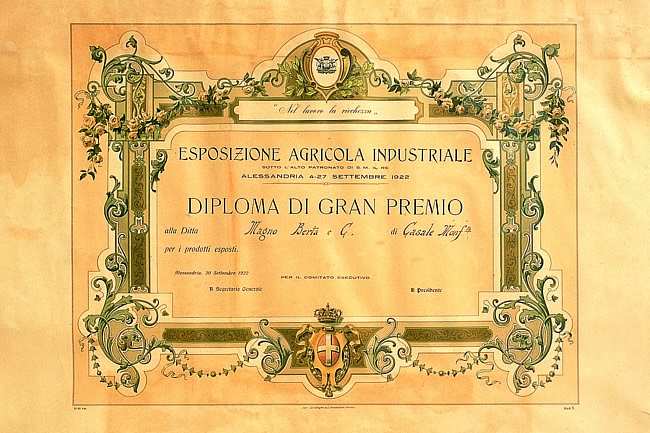 "Nel lavoro la ricchezza"
ESPOSIZIONE AGRICOLA INDUSTRIALE
SOTTO L'ALTO PATRONATO DI S. M. IL RE
ALESSANDRIA 4-27 SETTEMBRE 1922
DIPLOMA DI GRAN PREMIO
alla Ditta Magno Bertà e C. di Casale Monf.to
per i prodotti esposti.
Alessandria, 30 Settembre 1922
PER IL COMITATO ESECUTIVO
Il Segretario Generale Il Presidente